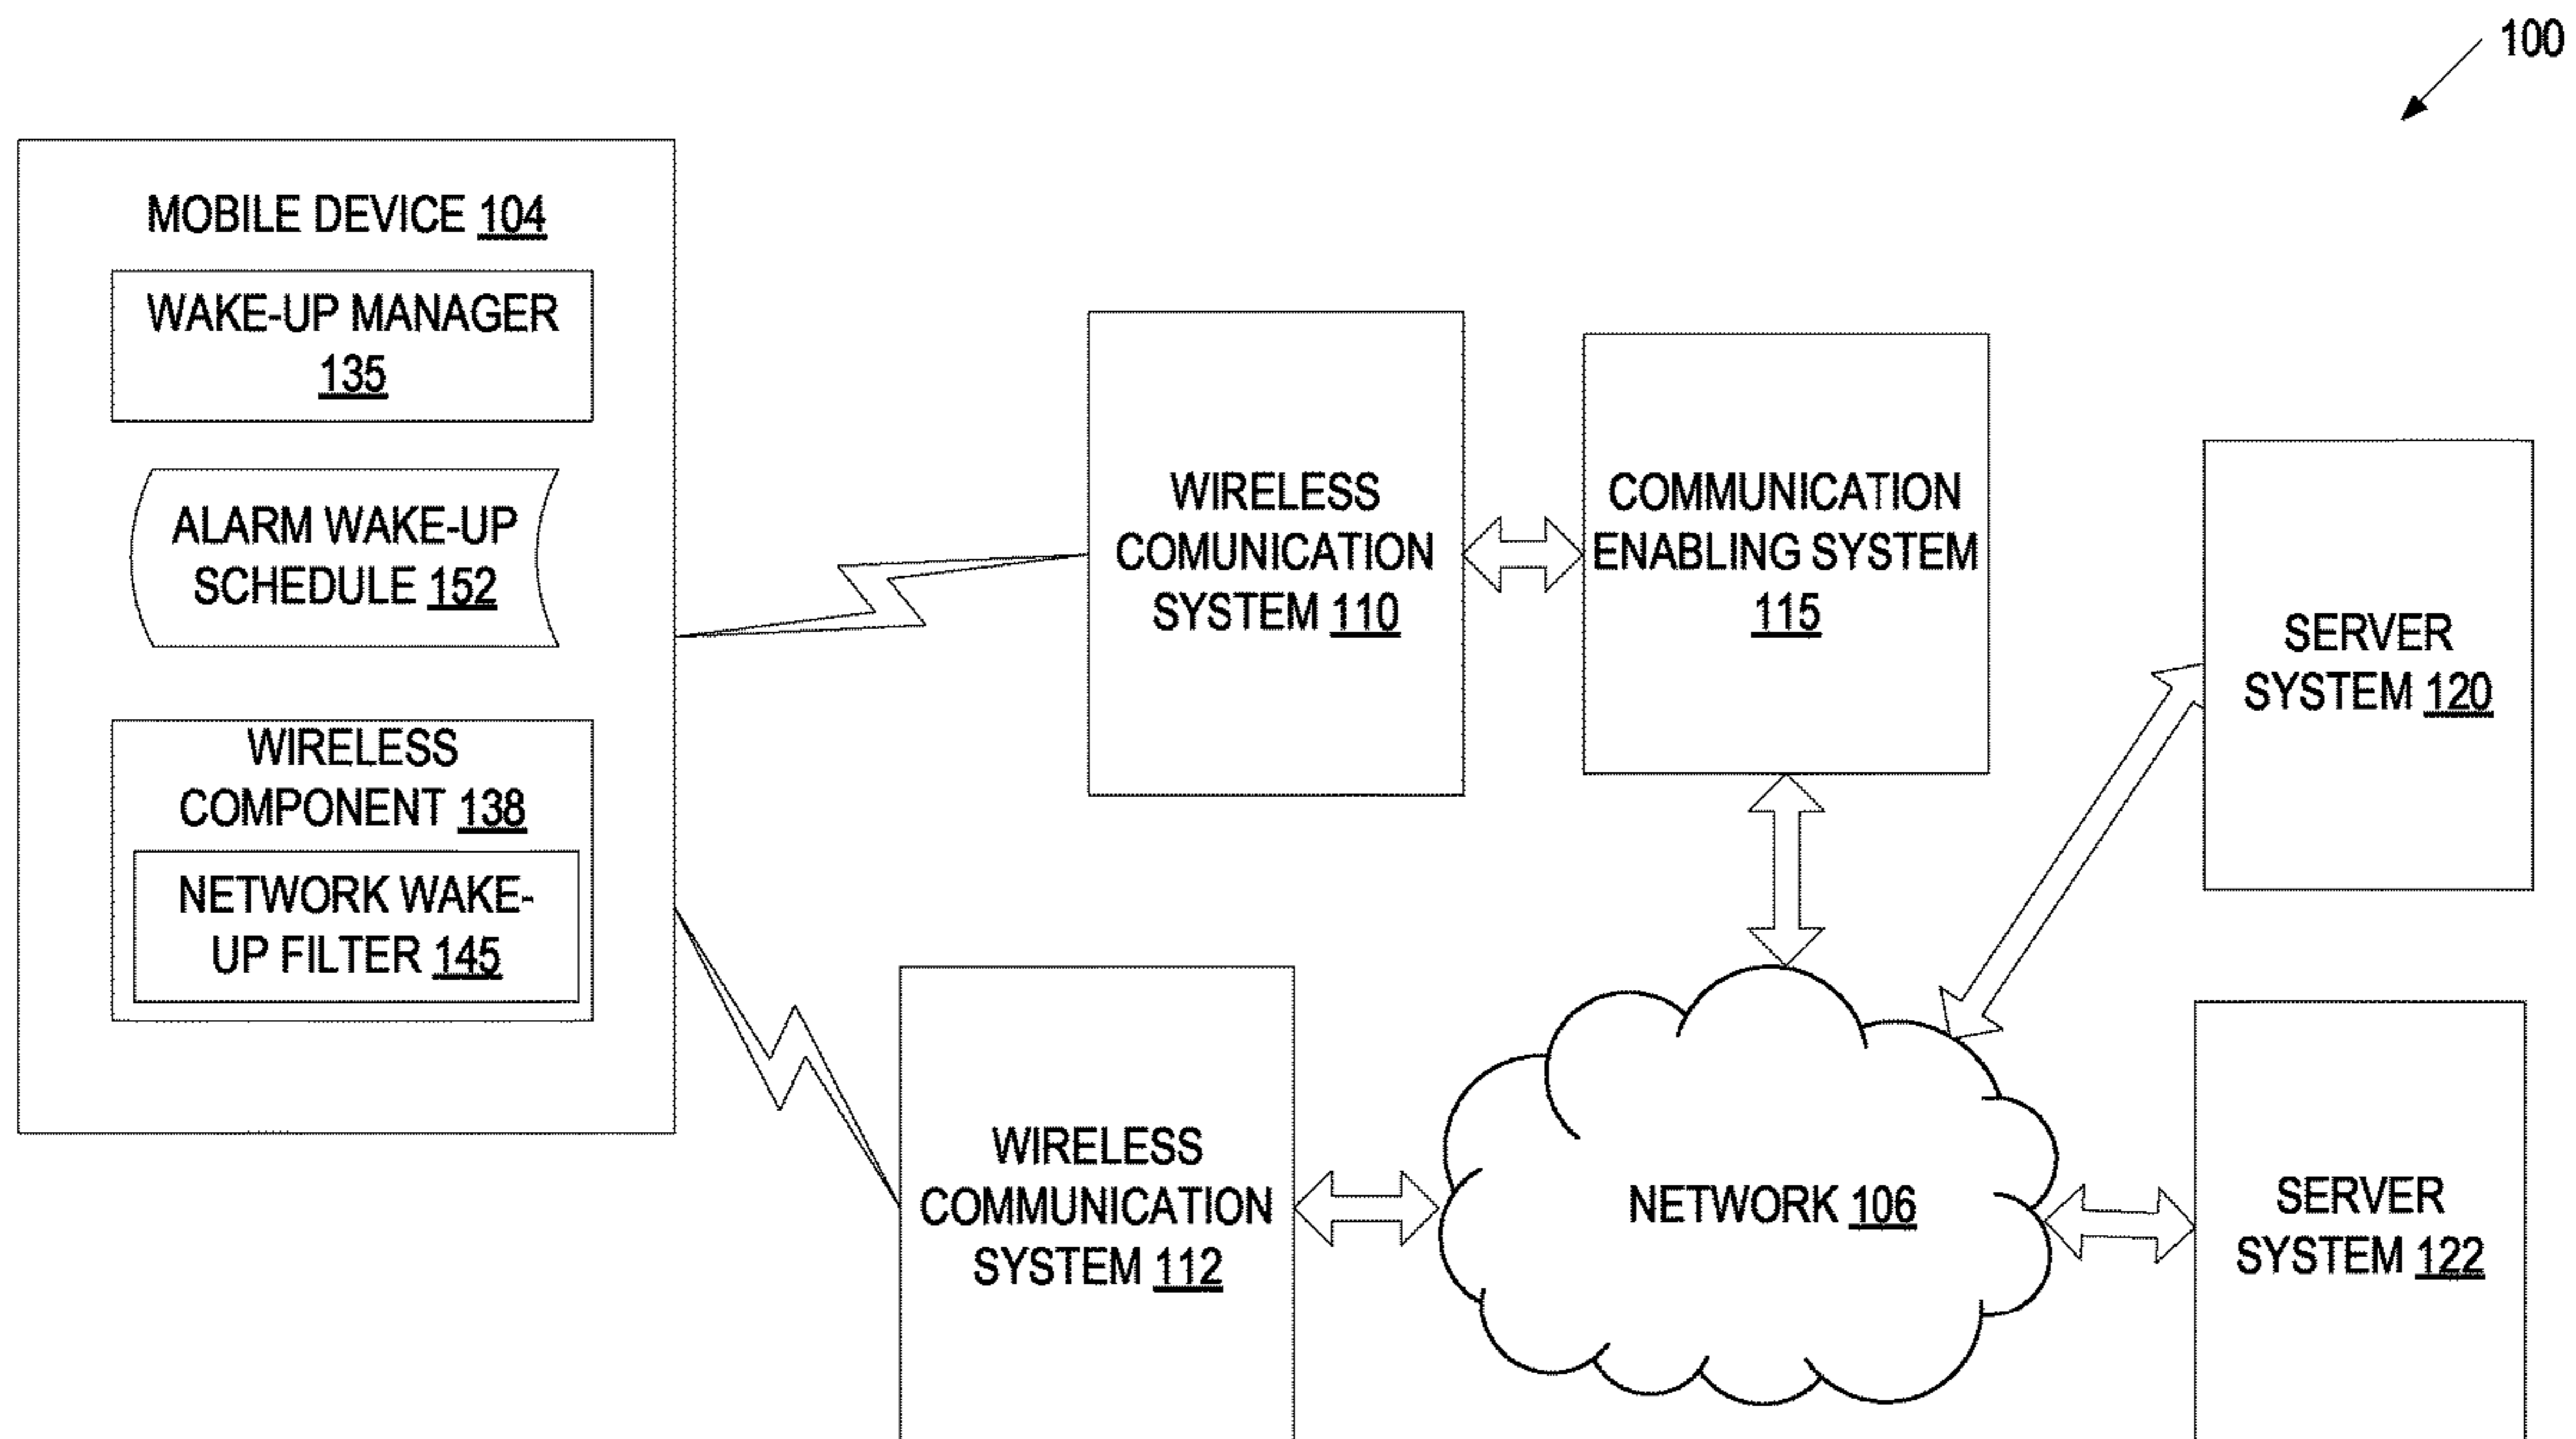 100
MOBILE DEVICE 104
WAKE-UP MANAGER
135
ALARM WAKE-UP
SCHEDULE 152
WIRELESS
COMPONENT 138
NETWORK WAKE-
UP FILTER 145
WIRELESS
COMUNICATION
SYSTEM 110
COMMUNICATION
ENABLING SYSTEM
115
SERVER
SYSTEM 120
WIRELESS
COMMUNICATION
SYSTEM 112
NETWORK 106
SERVER
SYSTEM 122